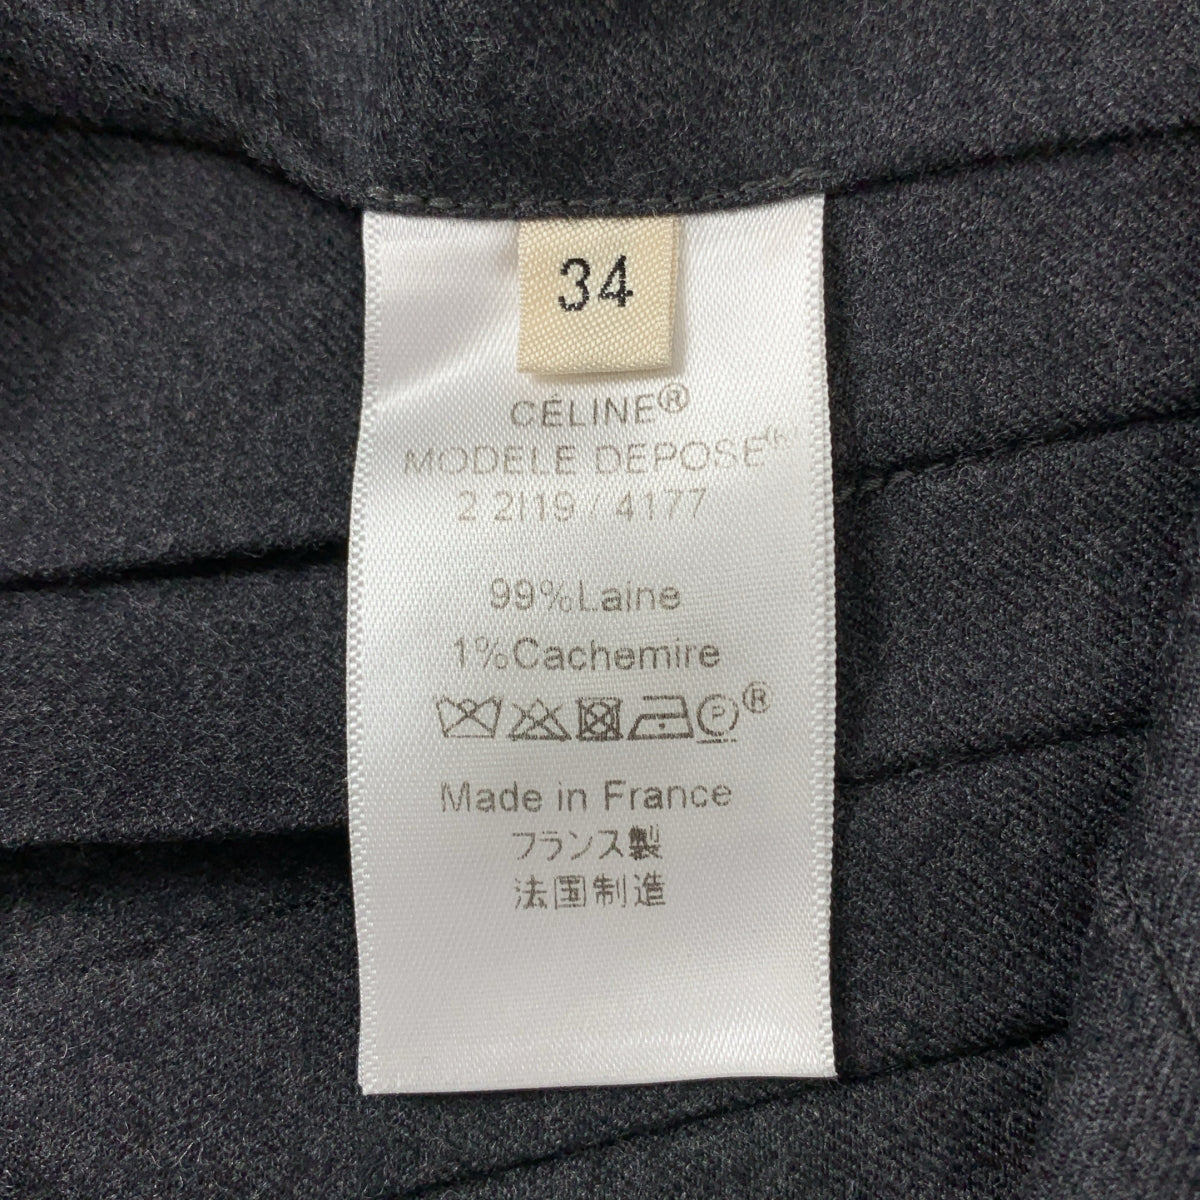 34
CÉLINE®
MODELE DEPOSE®
2 2I19 / 4177
99%Laine
1%Cachemire
P ®
Made in France
フランス製
法国制造